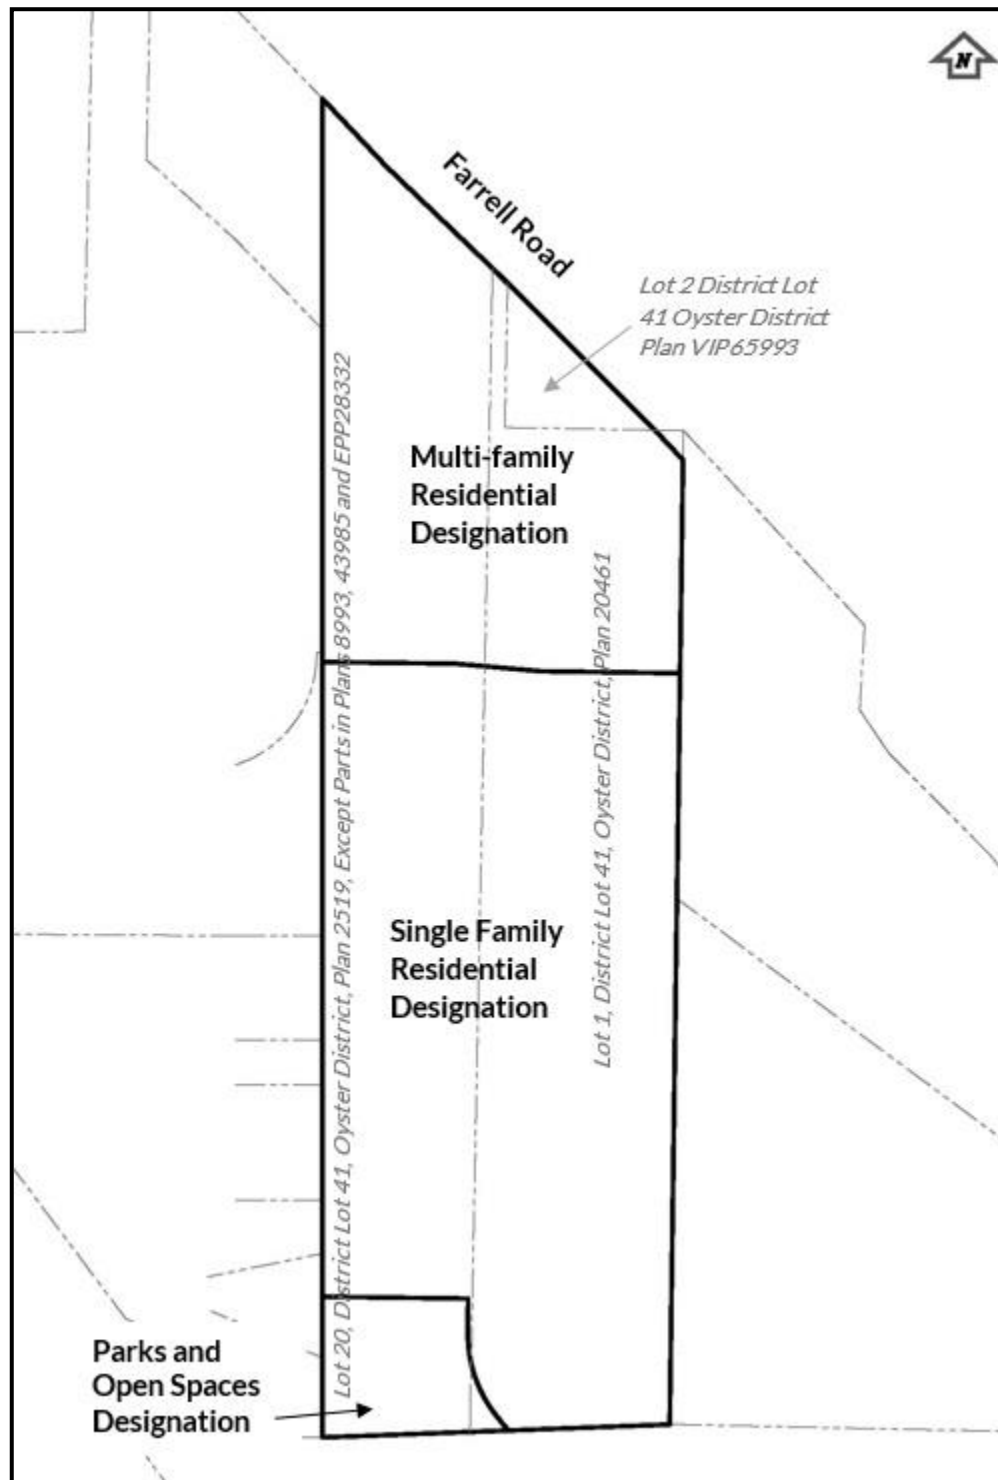 N
Farrell Road
Lot 2 District Lot
41 Oyster District
Plan VIP65993
Multi-family
Residential
Designation
Lot 20, District Lot 41, Oyster District, Plan 2519, Except Parts in Plans 8993, 43985 and EPP28332
Lot 1, District Lot 41, Oyster District, Plan 20461
Single Family
Residential
Designation
Parks and
Open Spaces
Designation